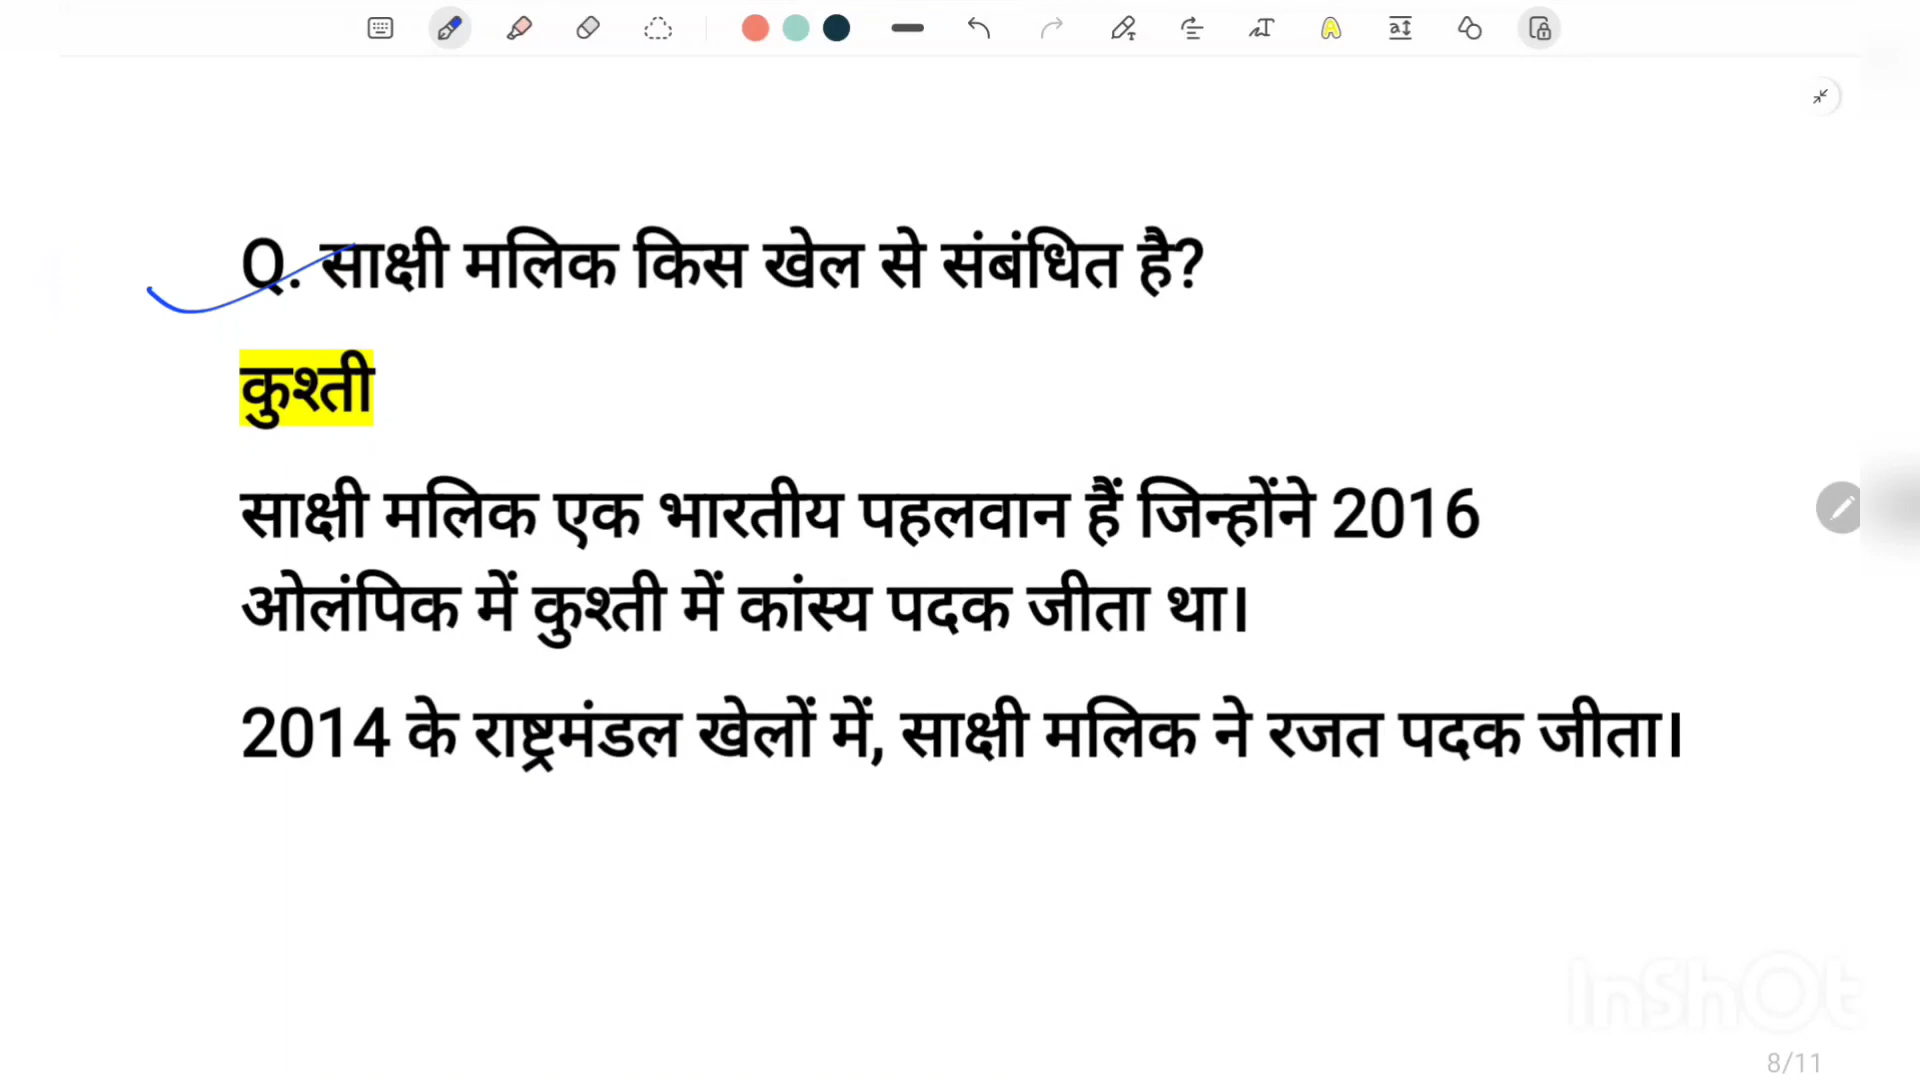 Q. साक्षी मलिक किस खेल से संबंधित है?
कुश्ती
साक्षी मलिक एक भारतीय पहलवान हैं जिन्होंने 2016
ओलंपिक में कुश्ती में कांस्य पदक जीता था।
2014 के राष्ट्रमंडल खेलों में, साक्षी मलिक ने रजत पदक जीता।
InShOt
8/11